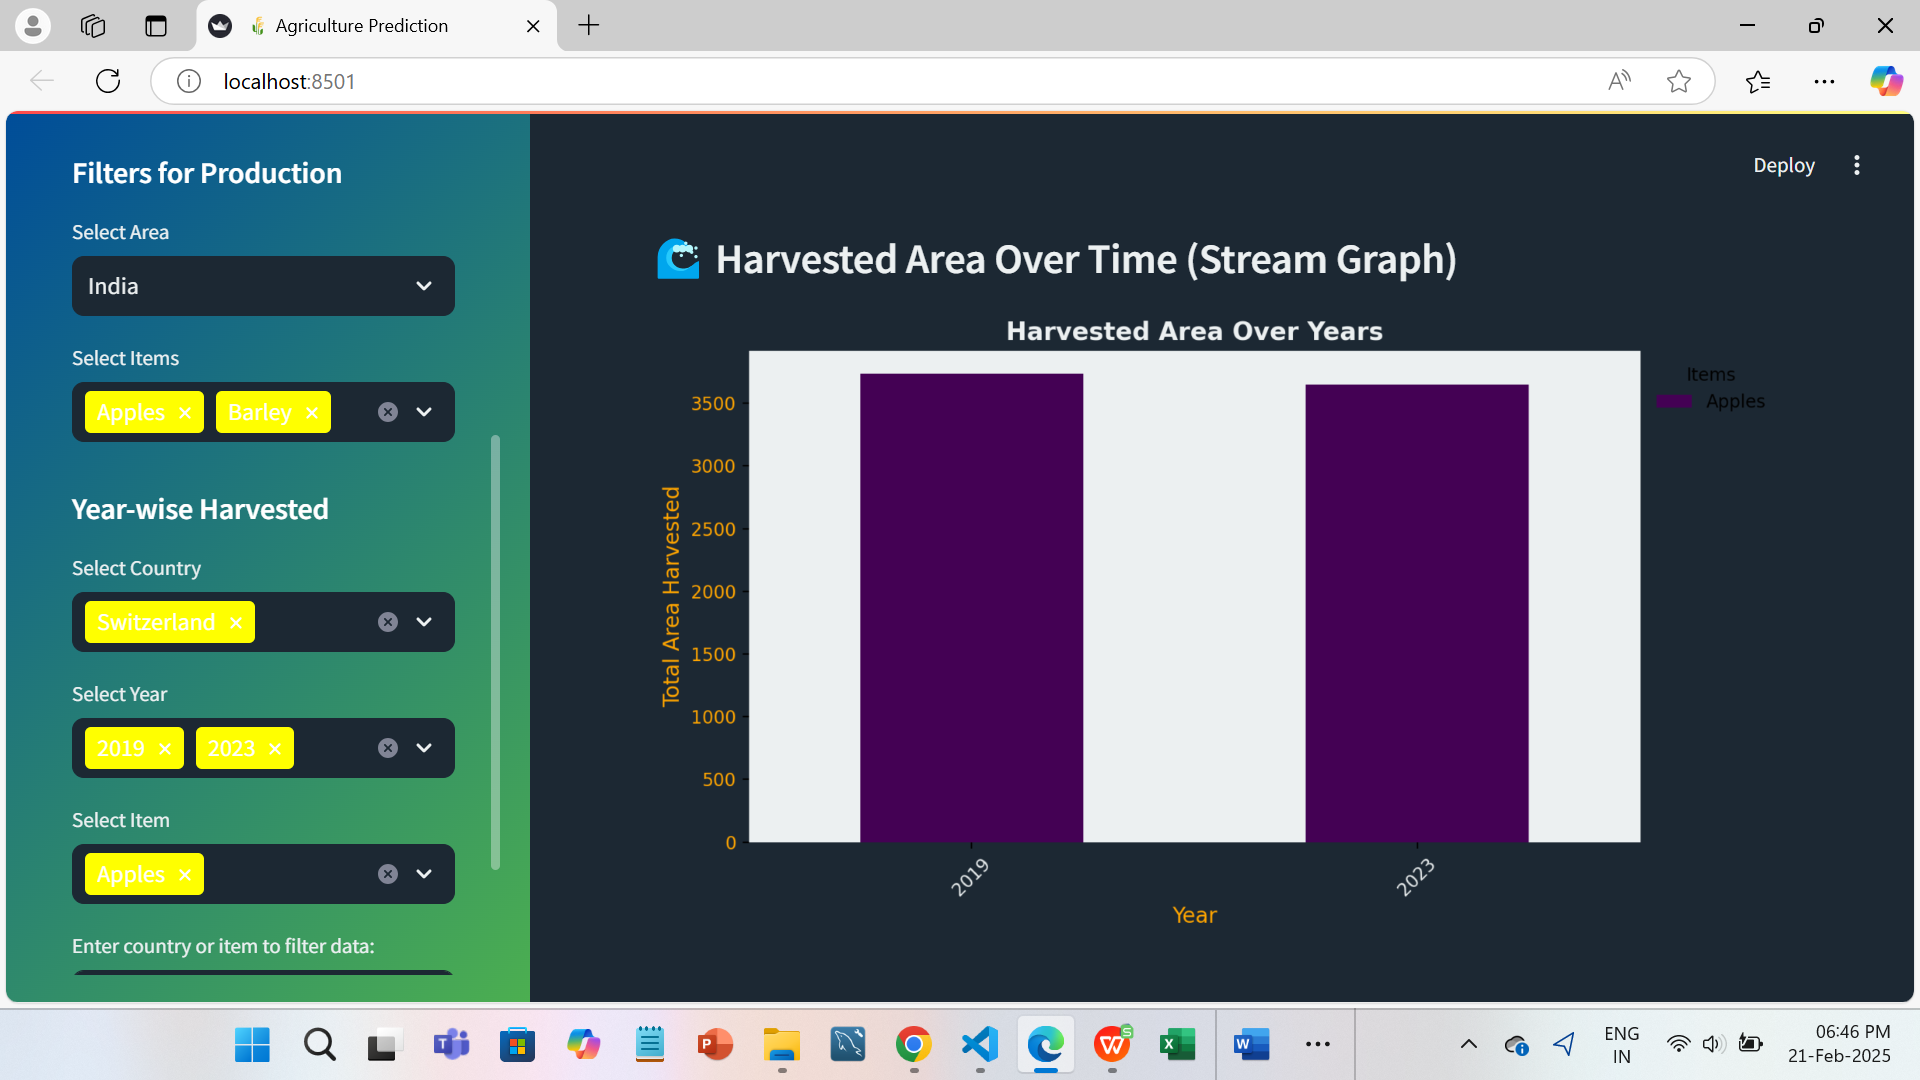 Agriculture Prediction
localhost:8501
Filters for Production
Select Area
India
Select Items
Apples
Barley
Year-wise Harvested
Select Country
Switzerland
Select Year
2019
2023
Select Item
Apples
Enter country or item to filter data:
Deploy
Harvested Area Over Time (Stream Graph)
Harvested Area Over Years
Items
Apples
Total Area Harvested
3500
3000
2500
2000
1500
1000
500
0
2019
2023
Year
ENG
IN
06:46 PM
21-Feb-2025